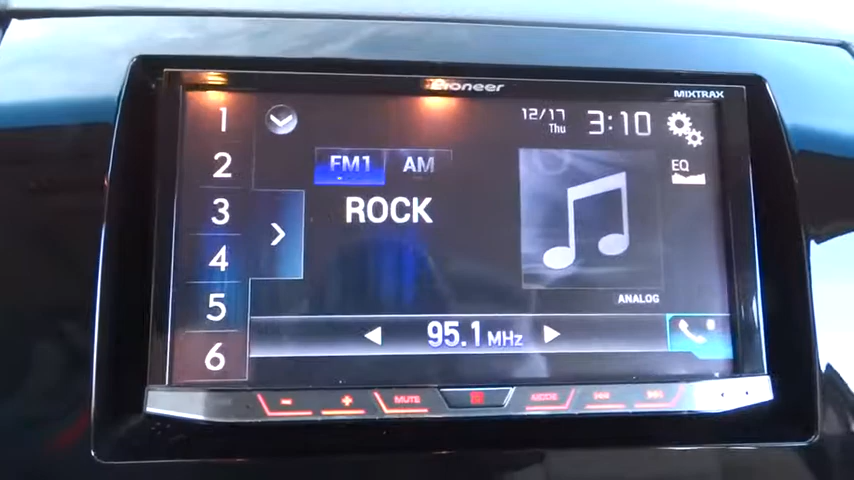 Pioneer
MIXTRAX
1
2
3
4
5
6
12/17
Thu
3:10
EQ
FM1
AM
ROCK
ANALOG
95.1 MHz
MUTE
MODE